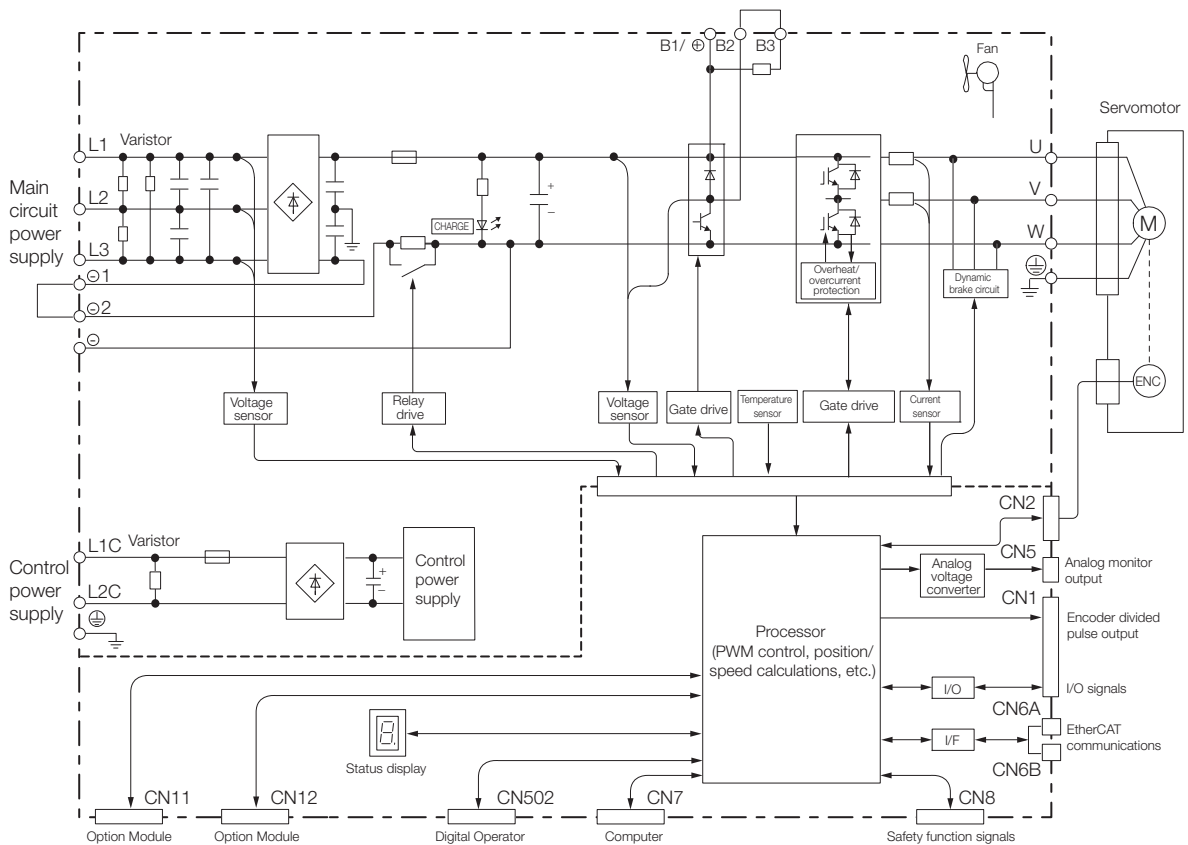 B1/ ⊕ B2 B3
Fan
Servomotor
L1 Varistor
U
Main
circuit
power
supply
L2
V
CHARGE
+
–
M
L3
W
⊖ 1
Overheat/
overcurrent
protection
Dynamic
brake circuit
⊖ 2
⊖
ENC
Voltage
sensor
Relay
drive
Voltage
sensor
Gate drive
Temperature
sensor
Gate drive
Current
sensor
CN2
L1C Varistor
Control
power
supply
+
–
Control
power
supply
L2C
CN5
Analog
voltage
converter
Analog monitor
output
CN1
Encoder divided
pulse output
Processor
(PWM control, position/
speed calculations, etc.)
I/O
I/O signals
CN6A
I/F
EtherCAT
communications
CN6B
8.
Status display
CN11 CN12 CN502 CN7 CN8
Option Module Option Module Digital Operator Computer Safety function signals